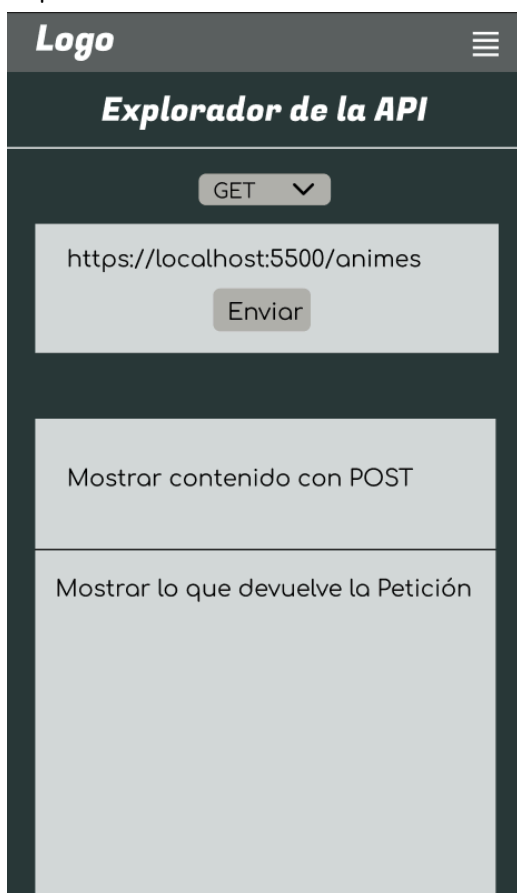 Logo
Explorador de la API
GET
https://localhost:5500/animes
Enviar
Mostrar contenido con POST
Mostrar lo que devuelve la Petición